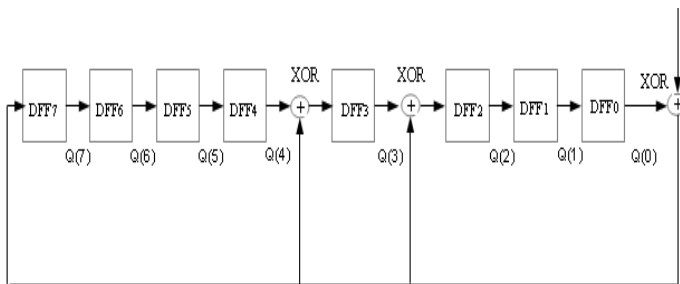 XOR
XOR
XOR
DFF7
DFF6
DFF5
DFF4
DFF3
DFF2
DFF1
DFF0
Q(7)
Q(6)
Q(5)
Q(4)
Q(3)
Q(2)
Q(1)
Q(0)